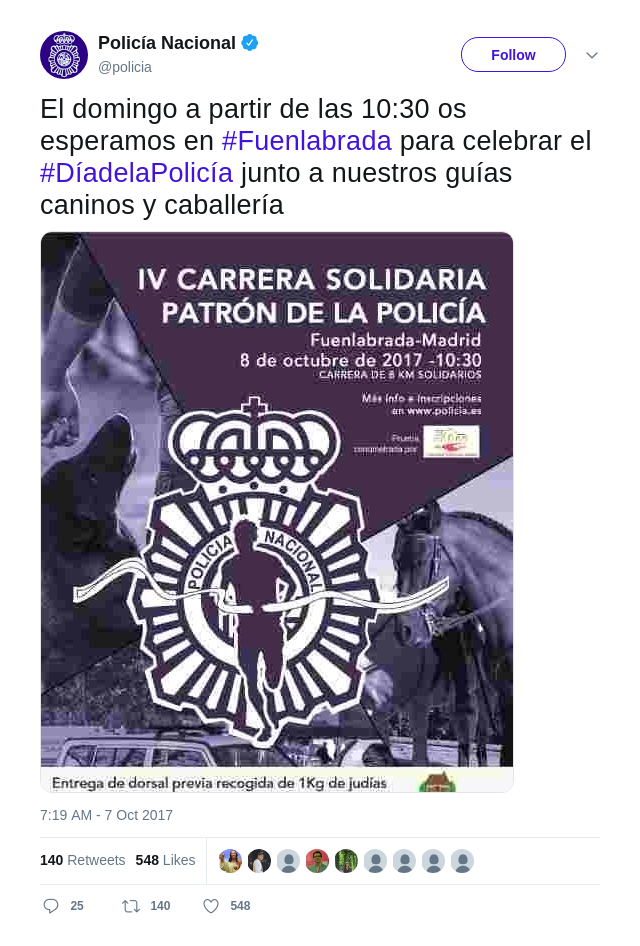 Policía Nacional
@policia
Follow
El domingo a partir de las 10:30 os
esperamos en #Fuenlabrada para celebrar el
#DíadelaPolicía junto a nuestros guías
caninos y caballería
IV CARRERA SOLIDARIA
PATRÓN DE LA POLICÍA
Fuenlabrada-Madrid
8 de octubre de 2017 -10:30
CARRERA DE 8 KM SOLIDARIOS
Más info e inscripciones
en www.policia.es
Prueba
cronometrada por
POLICIA NACIONAL
Entrega de dorsal previa recogida de 1Kg de judías
7:19 AM - 7 Oct 2017
140 Retweets 548 Likes
25 140 548